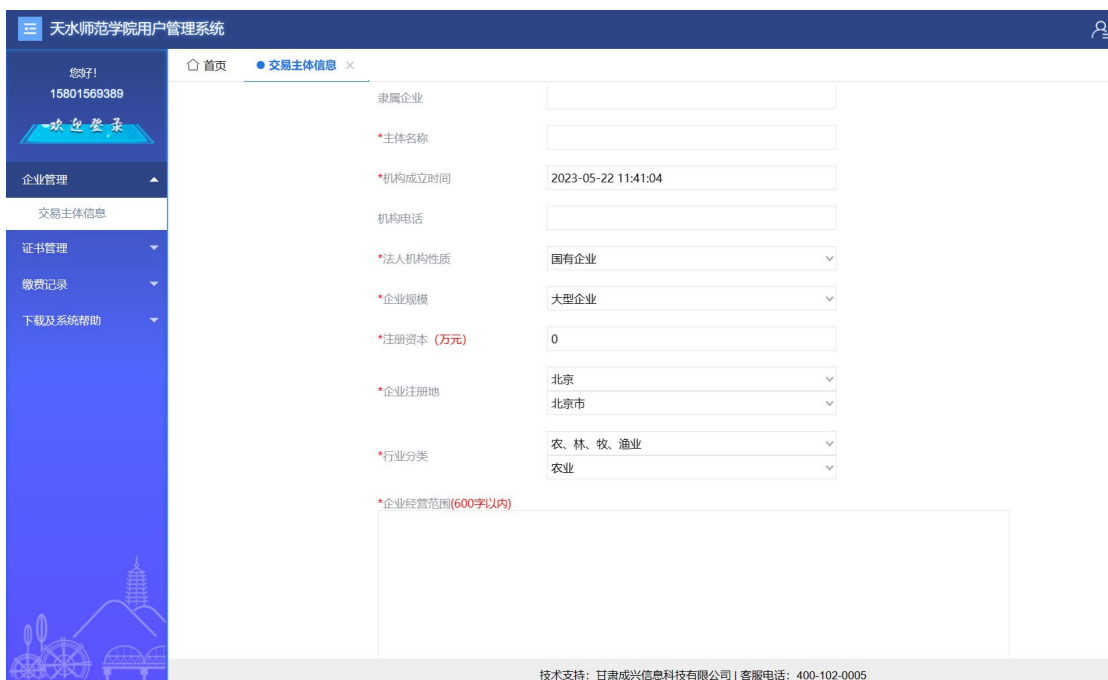 天水师范学院用户管理系统
您好!
15801569389
欢迎登录
首页
交易主体信息
企业管理
交易主体信息
证书管理
缴费记录
下载及系统帮助
隶属企业
*主体名称
*机构成立时间 2023-05-22 11:41:04
机构电话
*法人机构性质 国有企业
*企业规模 大型企业
*注册资本 (万元) 0
*企业注册地 北京
北京市
*行业分类 农、林、牧、渔业
农业
*企业经营范围(600字以内)
技术支持：甘肃成兴信息科技有限公司 | 客服电话：400-102-0005